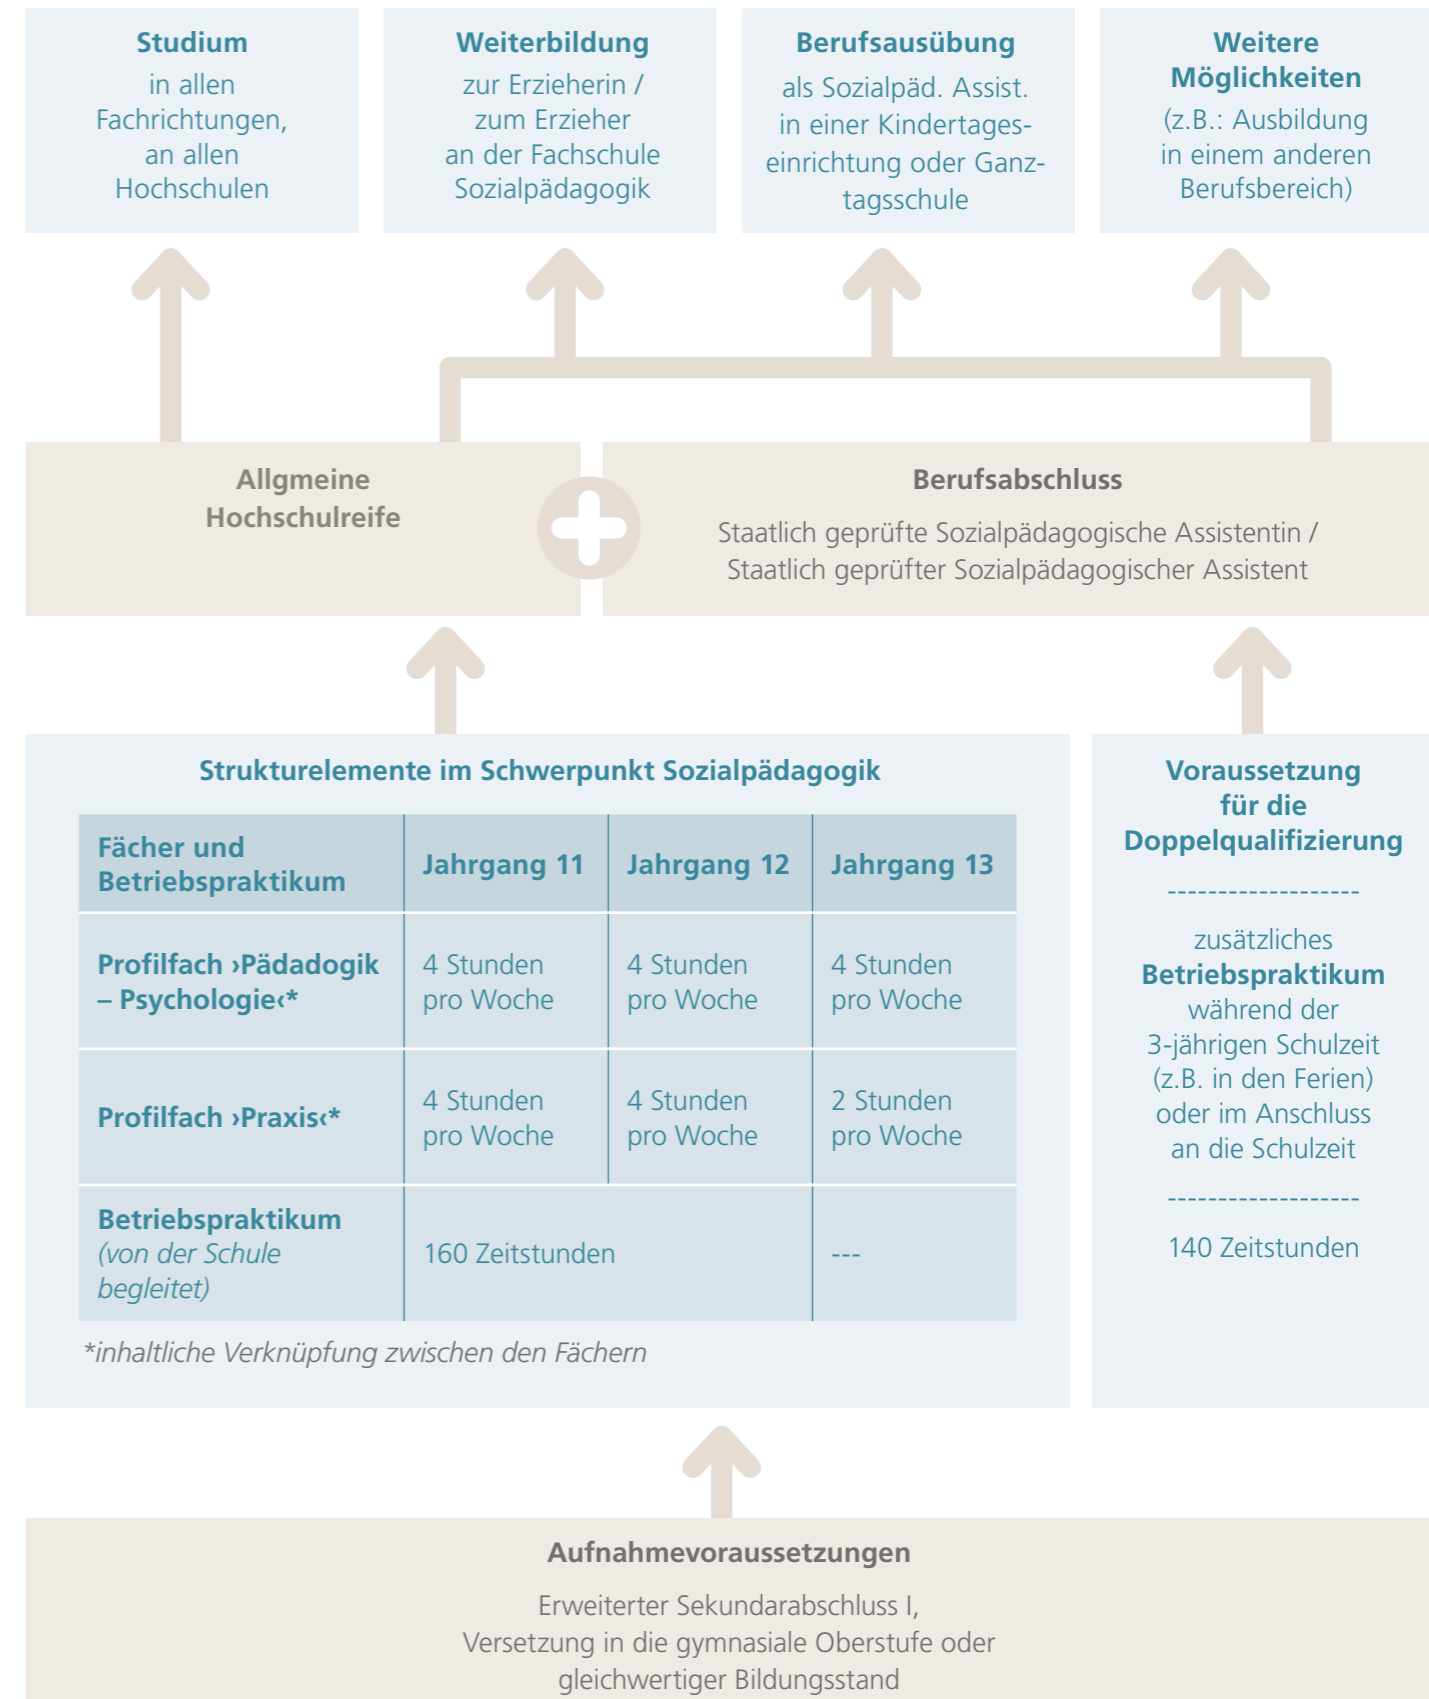 Studium
in allen
Fachrichtungen,
an allen
Hochschulen
Weiterbildung
zur Erzieherin /
zum Erzieher
an der Fachschule
Sozialpädagogik
Berufsausübung
als Sozialpäd. Assist.
in einer Kindertages-
einrichtung oder Ganz-
tagsschule
Weitere
Möglichkeiten
(z.B.: Ausbildung
in einem anderen
Berufsbereich)
Allgmeine
Hochschulreife
Berufsabschluss
Staatlich geprüfte Sozialpädagogische Assistentin /
Staatlich geprüfter Sozialpädagogischer Assistent
Strukturelemente im Schwerpunkt Sozialpädagogik
Fächer und
Betriebspraktikum
Jahrgang 11
Jahrgang 12
Jahrgang 13
Profilfach ›Pädadogik
– Psychologie‹*
4 Stunden
pro Woche
4 Stunden
pro Woche
4 Stunden
pro Woche
Profilfach ›Praxis‹*
4 Stunden
pro Woche
4 Stunden
pro Woche
2 Stunden
pro Woche
Betriebspraktikum
(von der Schule
begleitet)
160 Zeitstunden
---
*inhaltliche Verknüpfung zwischen den Fächern
Voraussetzung
für die
Doppelqualifizierung
-------------------
zusätzliches
Betriebspraktikum
während der
3-jährigen Schulzeit
(z.B. in den Ferien)
oder im Anschluss
an die Schulzeit
-------------------
140 Zeitstunden
Aufnahmevoraussetzungen
Erweiterter Sekundarabschluss I,
Versetzung in die gymnasiale Oberstufe oder
gleichwertiger Bildungsstand